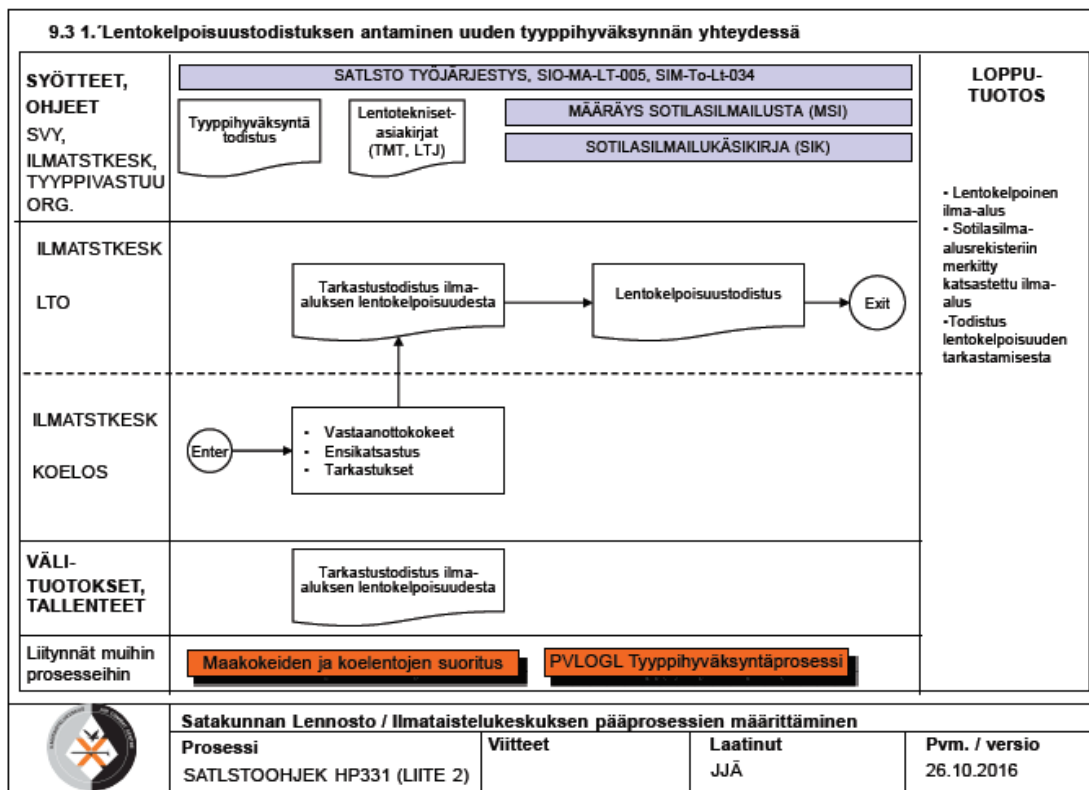 9.3 1.´Lentokelpoisuustodistuksen antaminen uuden tyyppihyväksynnän yhteydessä
SYÖTTEET,
OHJEET
SVY,
ILMATSTKESK,
TYYPPIVASTUU
ORG.
SATLSTO TYÖJÄRJESTYS, SIO-MA-LT-005, SIM-To-Lt-034
Tyyppihyväksyntä
todistus
Lentotekniset-
asiakirjat
(TMT, LTJ)
MÄÄRÄYS SOTILASILMAILUSTA (MSI)
SOTILASILMAILUKÄSIKIRJA (SIK)
LOPPU-
TUOTOS
- Lentokelpoinen
ilma-alus
- Sotilasilma-
alusrekisteriin
merkitty
katsastettu ilma-
alus
-Todistus
lentokelpoisuuden
tarkastamisesta
ILMATSTKESK
LTO
Tarkastustodistus ilma-
aluksen lentokelpoisuudesta
Lentokelpoisuustodistus
Exit
ILMATSTKESK
KOELOS
Enter
- Vastaanottokokeet
- Ensikatsastus
- Tarkastukset
VÄLI-
TUOTOKSET,
TALLENTEET
Tarkastustodistus ilma-
aluksen lentokelpoisuudesta
Liitynnät muihin
prosesseihin
Maakokeiden ja koelentojen suoritus
PVLOGL Tyyppihyväksyntäprosessi
Satakunnan Lennosto / Ilmataistelukeskuksen pääprosessien määrittäminen
Prosessi
SATLSTOOHJEK HP331 (LIITE 2)
Viitteet
Laatinut
JJÄ
Pvm. / versio
26.10.2016